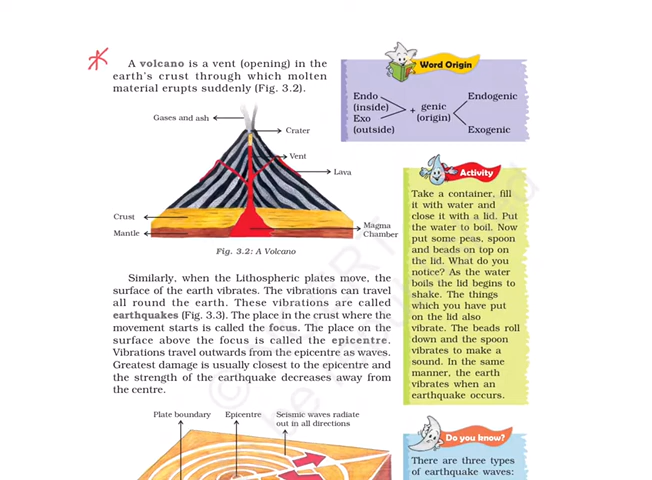 A volcano is a vent (opening) in the
earth's crust through which molten
material erupts suddenly (Fig. 3.2).
Gases and ash
Crater
Vent
Lava
Crust
Mantle
Magma
Chamber
Fig. 3.2: A Volcano
Similarly, when the Lithospheric plates move, the
surface of the earth vibrates. The vibrations can travel
all round the earth. These vibrations are called
earthquakes (Fig. 3.3). The place in the crust where the
movement starts is called the focus. The place on the
surface above the focus is called the epicentre.
Vibrations travel outwards from the epicentre as waves.
Greatest damage is usually closest to the epicentre and
the strength of the earthquake decreases away from
the centre.
Plate boundary
Epicentre
Seismic waves radiate
out in all directions
Word Origin
Endo
(inside)
Exo
(outside)
+
genic
(origin)
Endogenic
Exogenic
Activity
Take a container, fill
it with water and
close it with a lid. Put
the water to boil. Now
put some peas, spoon
and beads on top on
the lid. What do you
notice? As the water
boils the lid begins to
shake. The things
which you have put
on the lid also
vibrate. The beads roll
down and the spoon
vibrates to make a
sound. In the same
manner, the earth
vibrates when an
earthquake occurs.
Do you know?
There are three types
of earthquake waves: